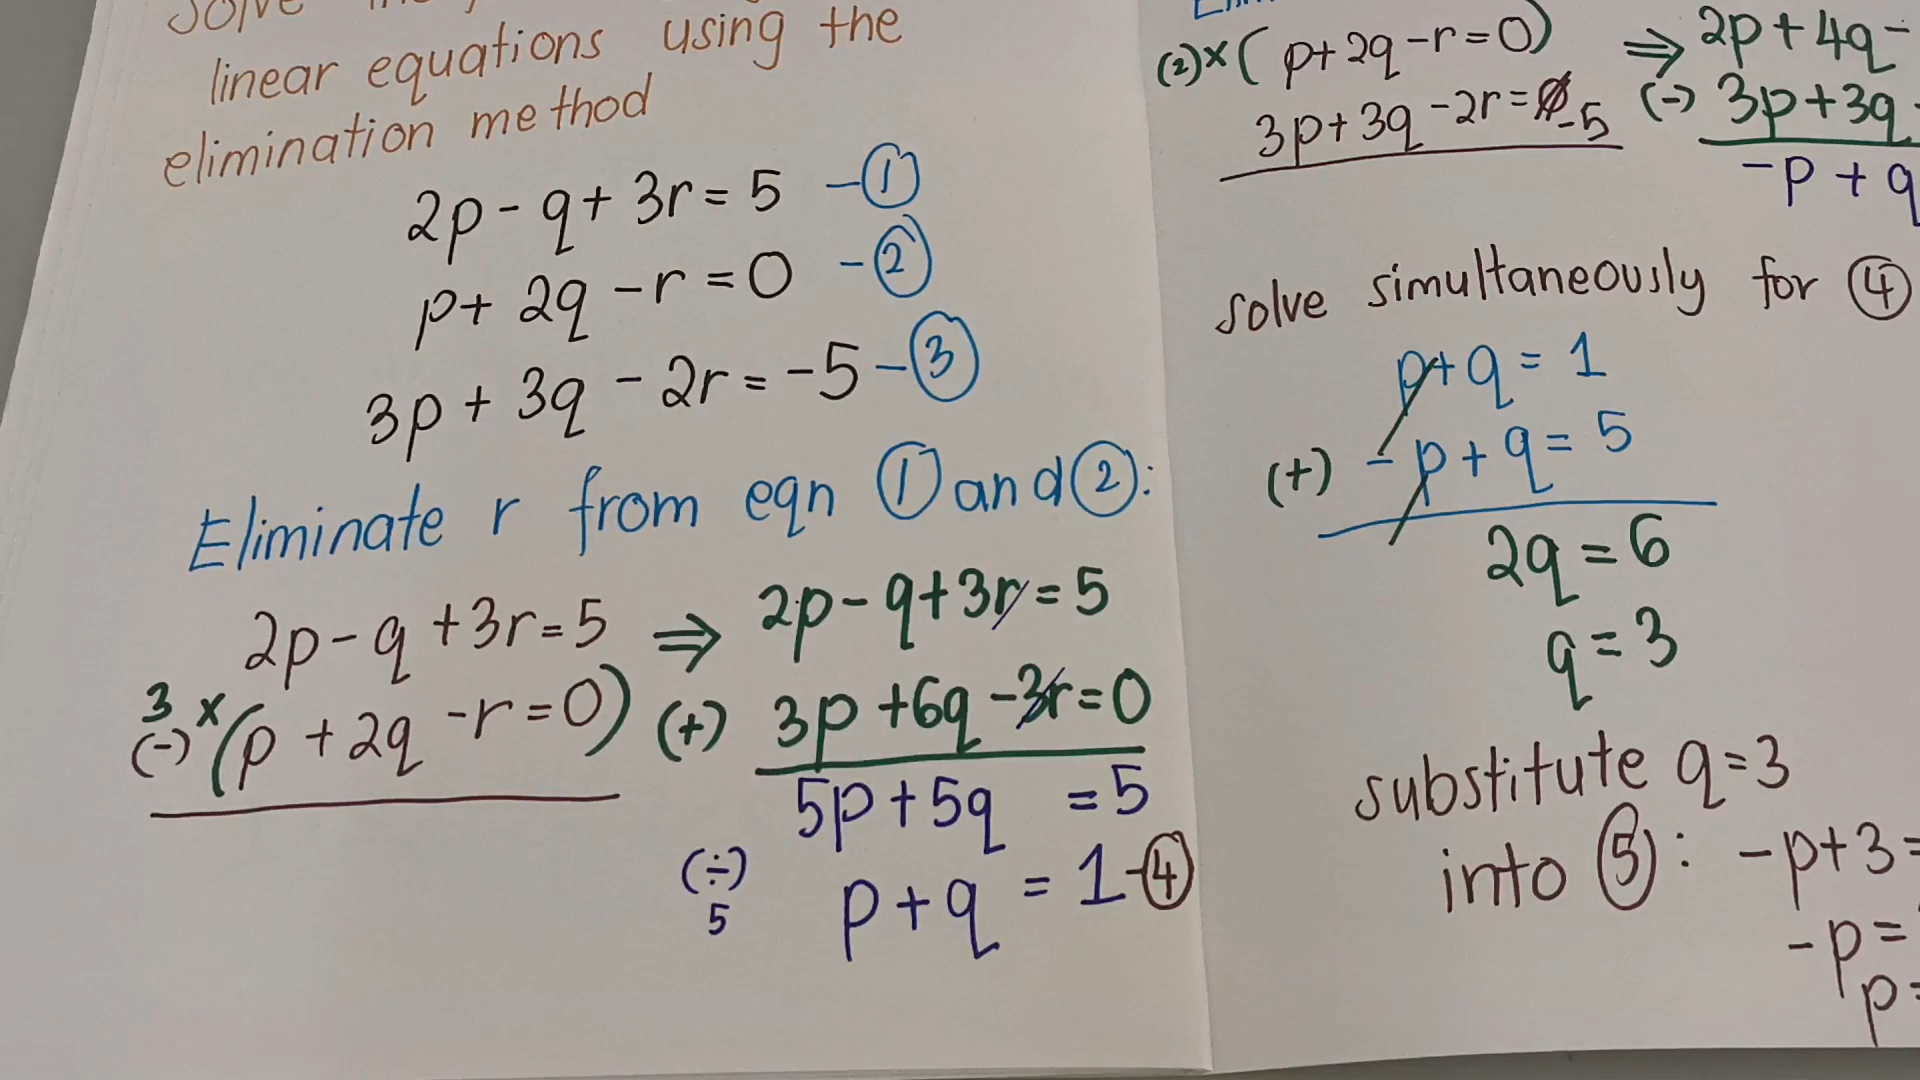 linear equations using the
elimination method
2p - q + 3r = 5 - ①
p + 2q - r = 0 - ②
3p + 3q - 2r = -5 - ③
Eliminate r from eqn ① and ②:
2p - q + 3r = 5 ⇒ 2p - q + 3r = 5
3 × (p + 2q - r = 0) (+) 3p + 6q - 3r = 0
(-)
5p + 5q = 5
(÷) 5 p + q = 1 - ④
(2) × (p + 2q - r = 0) ⇒ 2p + 4q -
3p + 3q - 2r = -5 (-) 3p + 3q
-p + q
solve simultaneously for ④
p + q = 1
(+) -p + q = 5
2q = 6
q = 3
substitute q = 3
into ⑤: -p + 3 =
-p =
p =